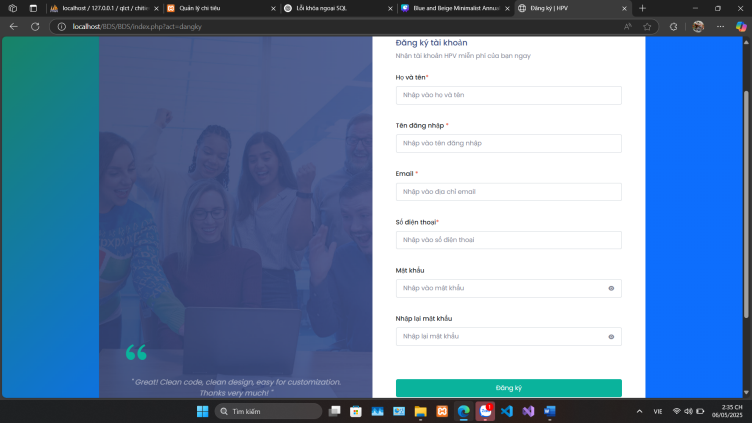 localhost / 127.0.0.1 / qlct / chitie
Quản lý chi tiêu
Lỗi khóa ngoại SQL
Blue and Beige Minimalist Annual
Đăng ký | HPV
localhost/BDS/BDS/index.php?act=dangky
Đăng ký tài khoản
Nhận tài khoản HPV miễn phí của bạn ngay
Họ và tên*
Nhập vào họ và tên
Tên đăng nhập *
Nhập vào tên đăng nhập
Email *
Nhập vào địa chỉ email
Số điện thoại*
Nhập vào số điện thoại
Mật khẩu
Nhập vào mật khẩu
Nhập lại mật khẩu
Nhập lại mật khẩu
Đăng ký
" Great! Clean code, clean design, easy for customization.
Thanks very much! "
Tìm kiếm
VIE
2:35 CH
06/05/2025